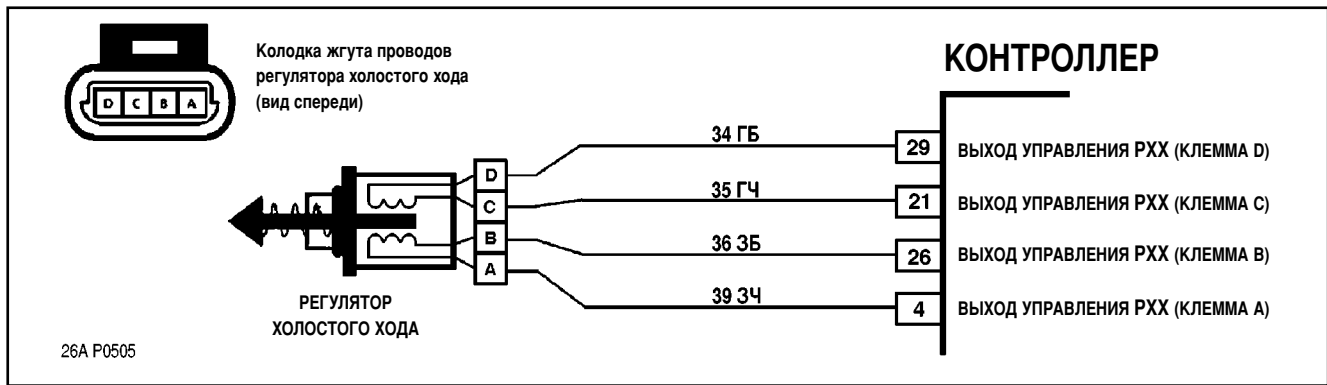 Колодка жгута проводов
регулятора холостого хода
(вид спереди)
D C B A
КОНТРОЛЛЕР
34 ГБ
29
ВЫХОД УПРАВЛЕНИЯ РХХ (КЛЕММА D)
D
35 ГЧ
21
ВЫХОД УПРАВЛЕНИЯ РХХ (КЛЕММА C)
C
36 ЗБ
26
ВЫХОД УПРАВЛЕНИЯ РХХ (КЛЕММА B)
B
39 ЗЧ
4
ВЫХОД УПРАВЛЕНИЯ РХХ (КЛЕММА A)
A
РЕГУЛЯТОР
ХОЛОСТОГО ХОДА
26A P0505